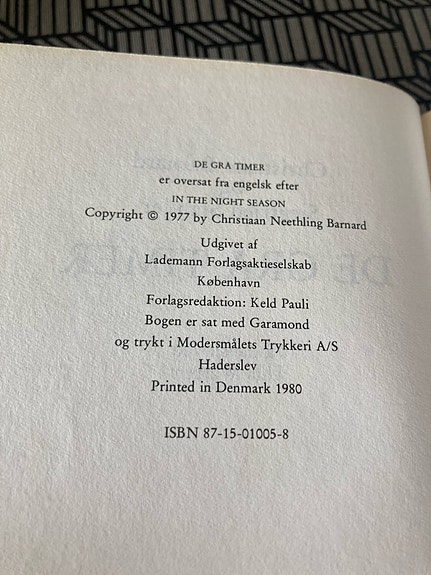 DE GRA TIMER
er oversat fra engelsk efter
IN THE NIGHT SEASON
Copyright © 1977 by Christiaan Neethling Barnard
Udgivet af
Lademann Forlagsaktieselskab
København
Forlagsredaktion: Keld Pauli
Bogen er sat med Garamond
og trykt i Modersmålets Trykkeri A/S
Haderslev
Printed in Denmark 1980
ISBN 87-15-01005-8